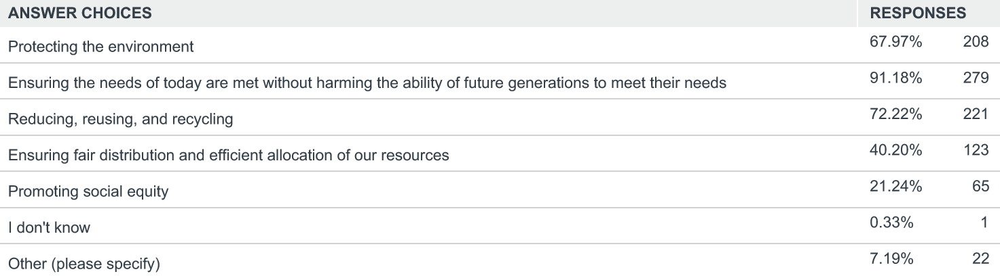 ANSWER CHOICES RESPONSES
Protecting the environment 67.97% 208
Ensuring the needs of today are met without harming the ability of future generations to meet their needs 91.18% 279
Reducing, reusing, and recycling 72.22% 221
Ensuring fair distribution and efficient allocation of our resources 40.20% 123
Promoting social equity 21.24% 65
I don't know 0.33% 1
Other (please specify) 7.19% 22